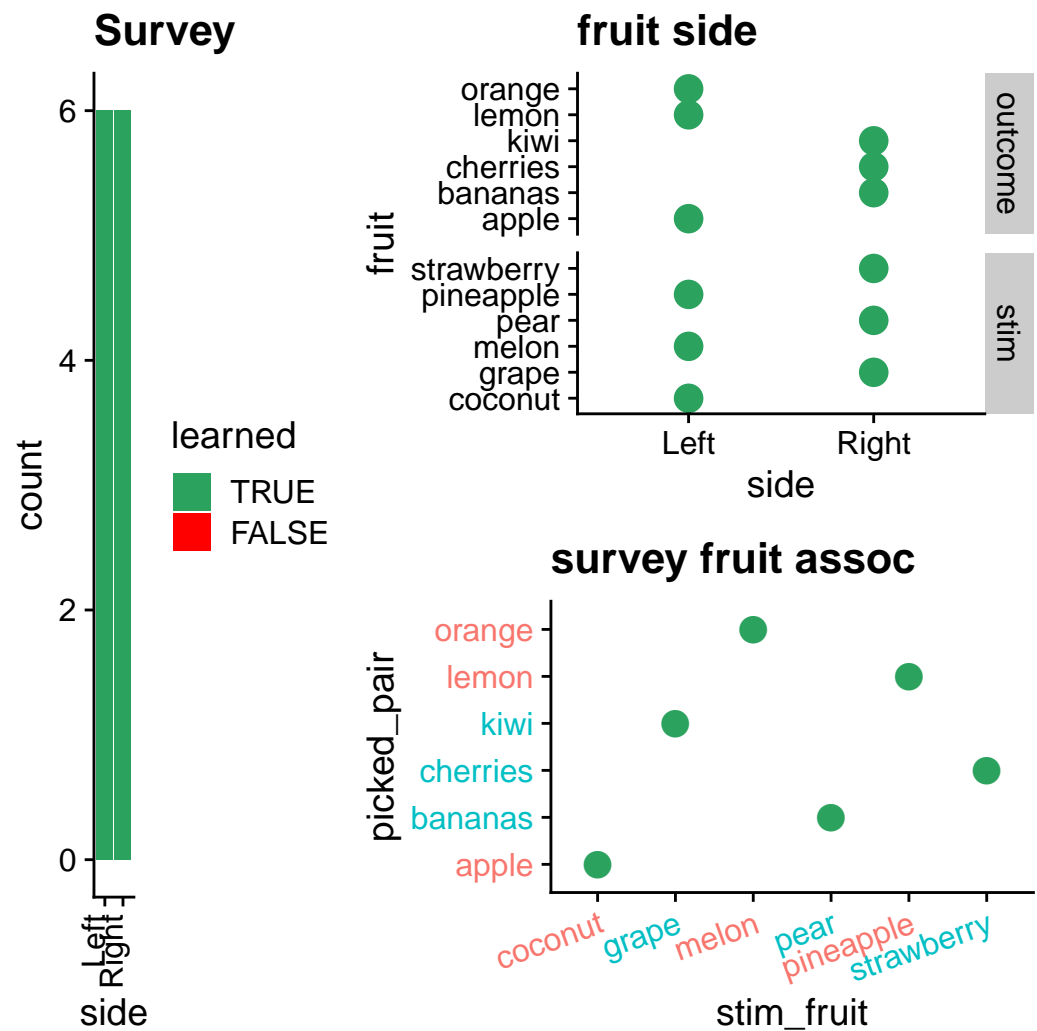 Survey
6
4
2
0
count
Left
Right
side
learned
TRUE
FALSE
fruit side
orange
lemon
kiwi
cherries
bananas
apple
outcome
strawberry
pineapple
pear
melon
grape
coconut
stim
fruit
Left Right
side
survey fruit assoc
orange
lemon
kiwi
cherries
bananas
apple
picked_pair
coconut grape melon pear pineapple strawberry
stim_fruit